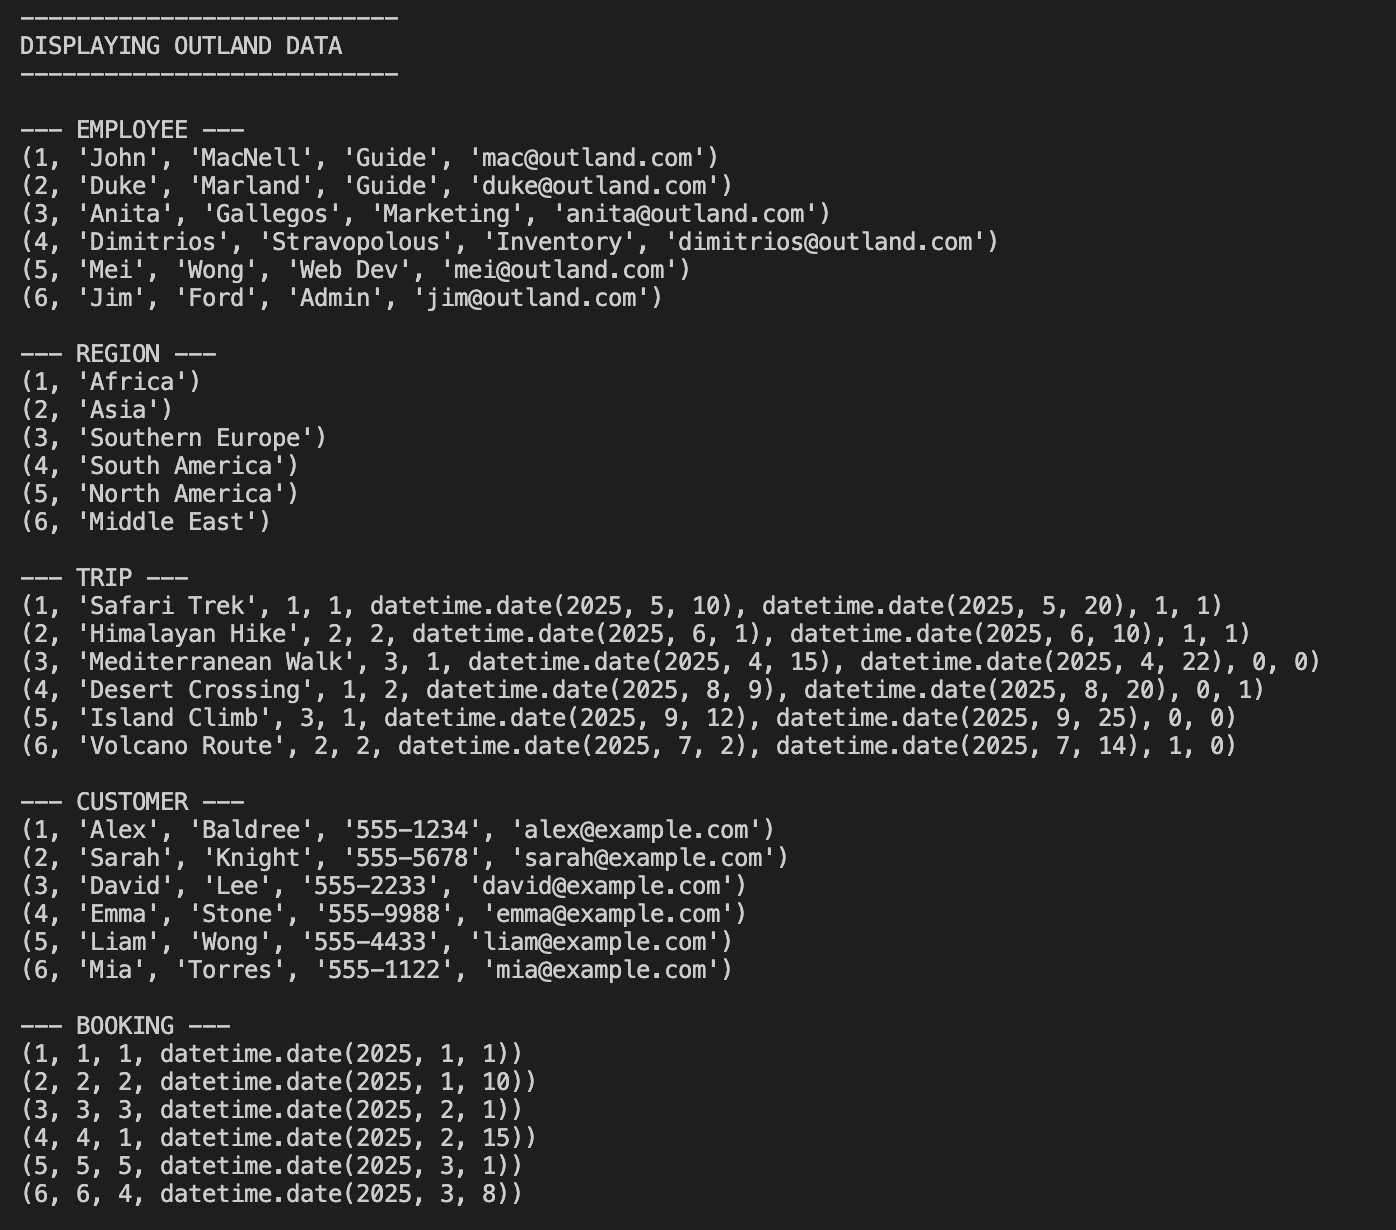 ---------------------------
DISPLAYING OUTLAND DATA
---------------------------
--- EMPLOYEE ---
(1, 'John', 'MacNell', 'Guide', 'mac@outland.com')
(2, 'Duke', 'Marland', 'Guide', 'duke@outland.com')
(3, 'Anita', 'Gallegos', 'Marketing', 'anita@outland.com')
(4, 'Dimitrios', 'Stravopolous', 'Inventory', 'dimitrios@outland.com')
(5, 'Mei', 'Wong', 'Web Dev', 'mei@outland.com')
(6, 'Jim', 'Ford', 'Admin', 'jim@outland.com')
--- REGION ---
(1, 'Africa')
(2, 'Asia')
(3, 'Southern Europe')
(4, 'South America')
(5, 'North America')
(6, 'Middle East')
--- TRIP ---
(1, 'Safari Trek', 1, 1, datetime.date(2025, 5, 10), datetime.date(2025, 5, 20), 1, 1)
(2, 'Himalayan Hike', 2, 2, datetime.date(2025, 6, 1), datetime.date(2025, 6, 10), 1, 1)
(3, 'Mediterranean Walk', 3, 1, datetime.date(2025, 4, 15), datetime.date(2025, 4, 22), 0, 0)
(4, 'Desert Crossing', 1, 2, datetime.date(2025, 8, 9), datetime.date(2025, 8, 20), 0, 1)
(5, 'Island Climb', 3, 1, datetime.date(2025, 9, 12), datetime.date(2025, 9, 25), 0, 0)
(6, 'Volcano Route', 2, 2, datetime.date(2025, 7, 2), datetime.date(2025, 7, 14), 1, 0)
--- CUSTOMER ---
(1, 'Alex', 'Baldree', '555-1234', 'alex@example.com')
(2, 'Sarah', 'Knight', '555-5678', 'sarah@example.com')
(3, 'David', 'Lee', '555-2233', 'david@example.com')
(4, 'Emma', 'Stone', '555-9988', 'emma@example.com')
(5, 'Liam', 'Wong', '555-4433', 'liam@example.com')
(6, 'Mia', 'Torres', '555-1122', 'mia@example.com')
--- BOOKING ---
(1, 1, 1, datetime.date(2025, 1, 1))
(2, 2, 2, datetime.date(2025, 1, 10))
(3, 3, 3, datetime.date(2025, 2, 1))
(4, 4, 1, datetime.date(2025, 2, 15))
(5, 5, 5, datetime.date(2025, 3, 1))
(6, 6, 4, datetime.date(2025, 3, 8))